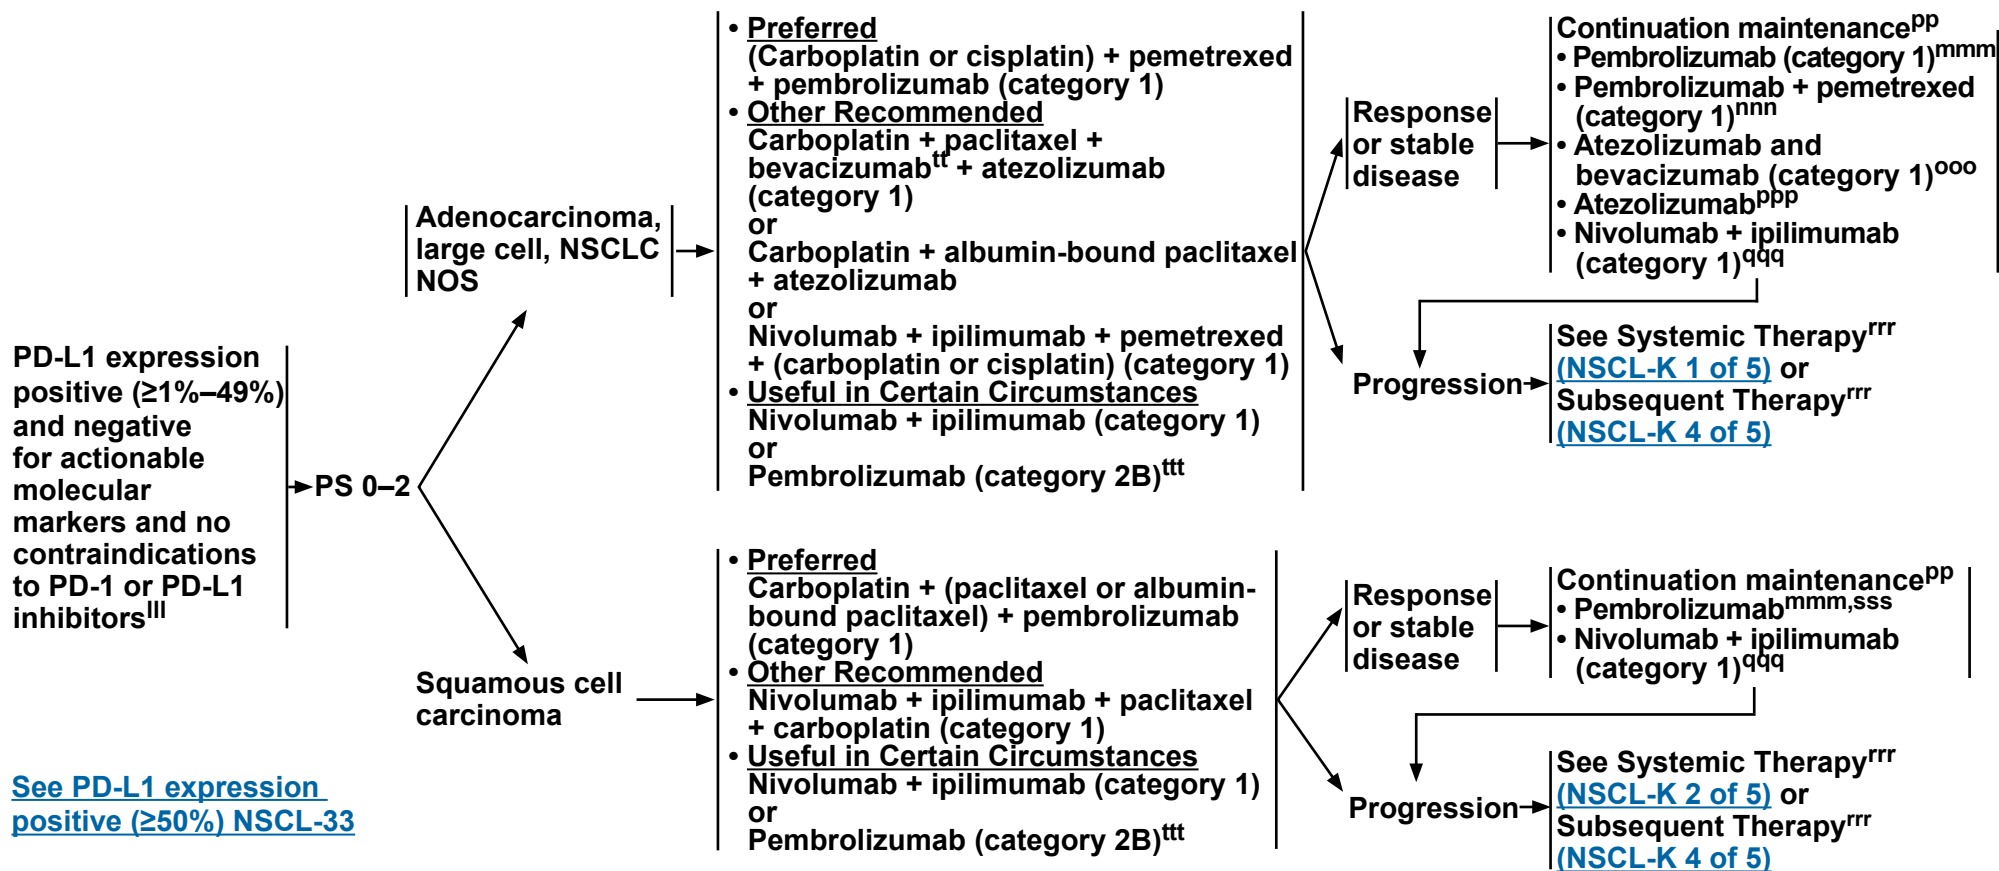 PD-L1 expression
positive (≥1%–49%)
and negative
for actionable
molecular
markers and no
contraindications
to PD-1 or PD-L1
inhibitorslll
PS 0–2
Adenocarcinoma,
large cell, NSCLC
NOS
• Preferred
(Carboplatin or cisplatin) + pemetrexed
+ pembrolizumab (category 1)
• Other Recommended
Carboplatin + paclitaxel +
bevacizumabtt + atezolizumab
(category 1)
or
Carboplatin + albumin-bound paclitaxel
+ atezolizumab
or
Nivolumab + ipilimumab + pemetrexed
+ (carboplatin or cisplatin) (category 1)
• Useful in Certain Circumstances
Nivolumab + ipilimumab (category 1)
or
Pembrolizumab (category 2B)ttt
Response
or stable
disease
Continuation maintenancepp
• Pembrolizumab (category 1)mmm
• Pembrolizumab + pemetrexed
(category 1)nnn
• Atezolizumab and
bevacizumab (category 1)ooo
• Atezolizumabppp
• Nivolumab + ipilimumab
(category 1)qqq
Progression
See Systemic Therapyrrr
(NSCL-K 1 of 5) or
Subsequent Therapyrrr
(NSCL-K 4 of 5)
Squamous cell
carcinoma
• Preferred
Carboplatin + (paclitaxel or albumin-
bound paclitaxel) + pembrolizumab
(category 1)
• Other Recommended
Nivolumab + ipilimumab + paclitaxel
+ carboplatin (category 1)
• Useful in Certain Circumstances
Nivolumab + ipilimumab (category 1)
or
Pembrolizumab (category 2B)ttt
Response
or stable
disease
Continuation maintenancepp
• Pembrolizumabmmm,sss
• Nivolumab + ipilimumab
(category 1)qqq
Progression
See Systemic Therapyrrr
(NSCL-K 2 of 5) or
Subsequent Therapyrrr
(NSCL-K 4 of 5)
See PD-L1 expression
positive (≥50%) NSCL-33